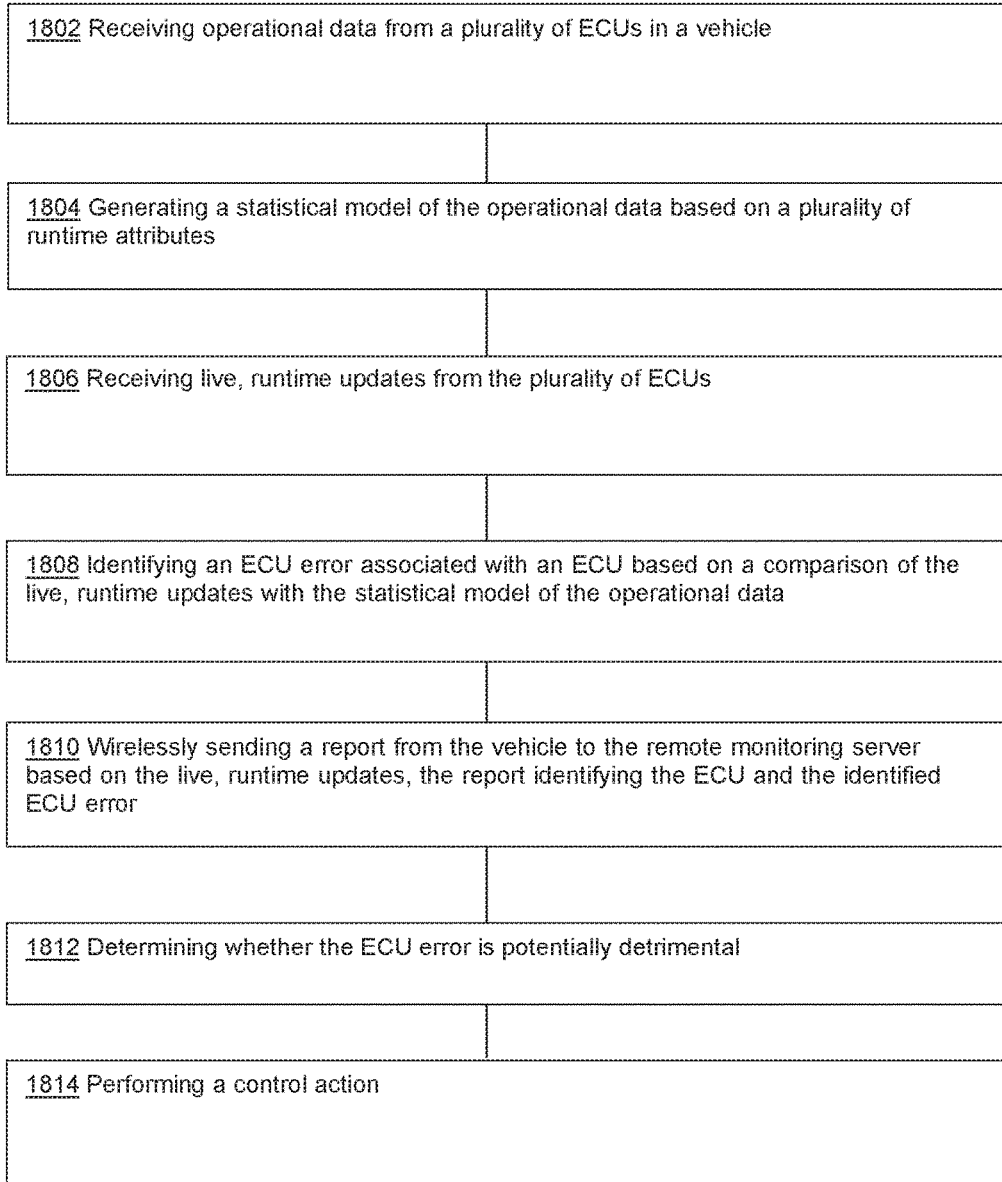 1802 Receiving operational data from a plurality of ECUs in a vehicle
1804 Generating a statistical model of the operational data based on a plurality of
runtime attributes
1806 Receiving live, runtime updates from the plurality of ECUs
1808 Identifying an ECU error associated with an ECU based on a comparison of the
live, runtime updates with the statistical model of the operational data
1810 Wirelessly sending a report from the vehicle to the remote monitoring server
based on the live, runtime updates, the report identifying the ECU and the identified
ECU error
1812 Determining whether the ECU error is potentially detrimental
1814 Performing a control action